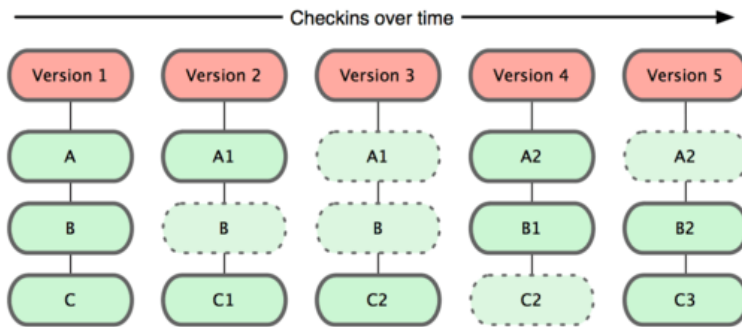 Checkins over time
Version 1 Version 2 Version 3 Version 4 Version 5
A A1 A1 A2 A2
B B B B1 B2
C C1 C2 C2 C3